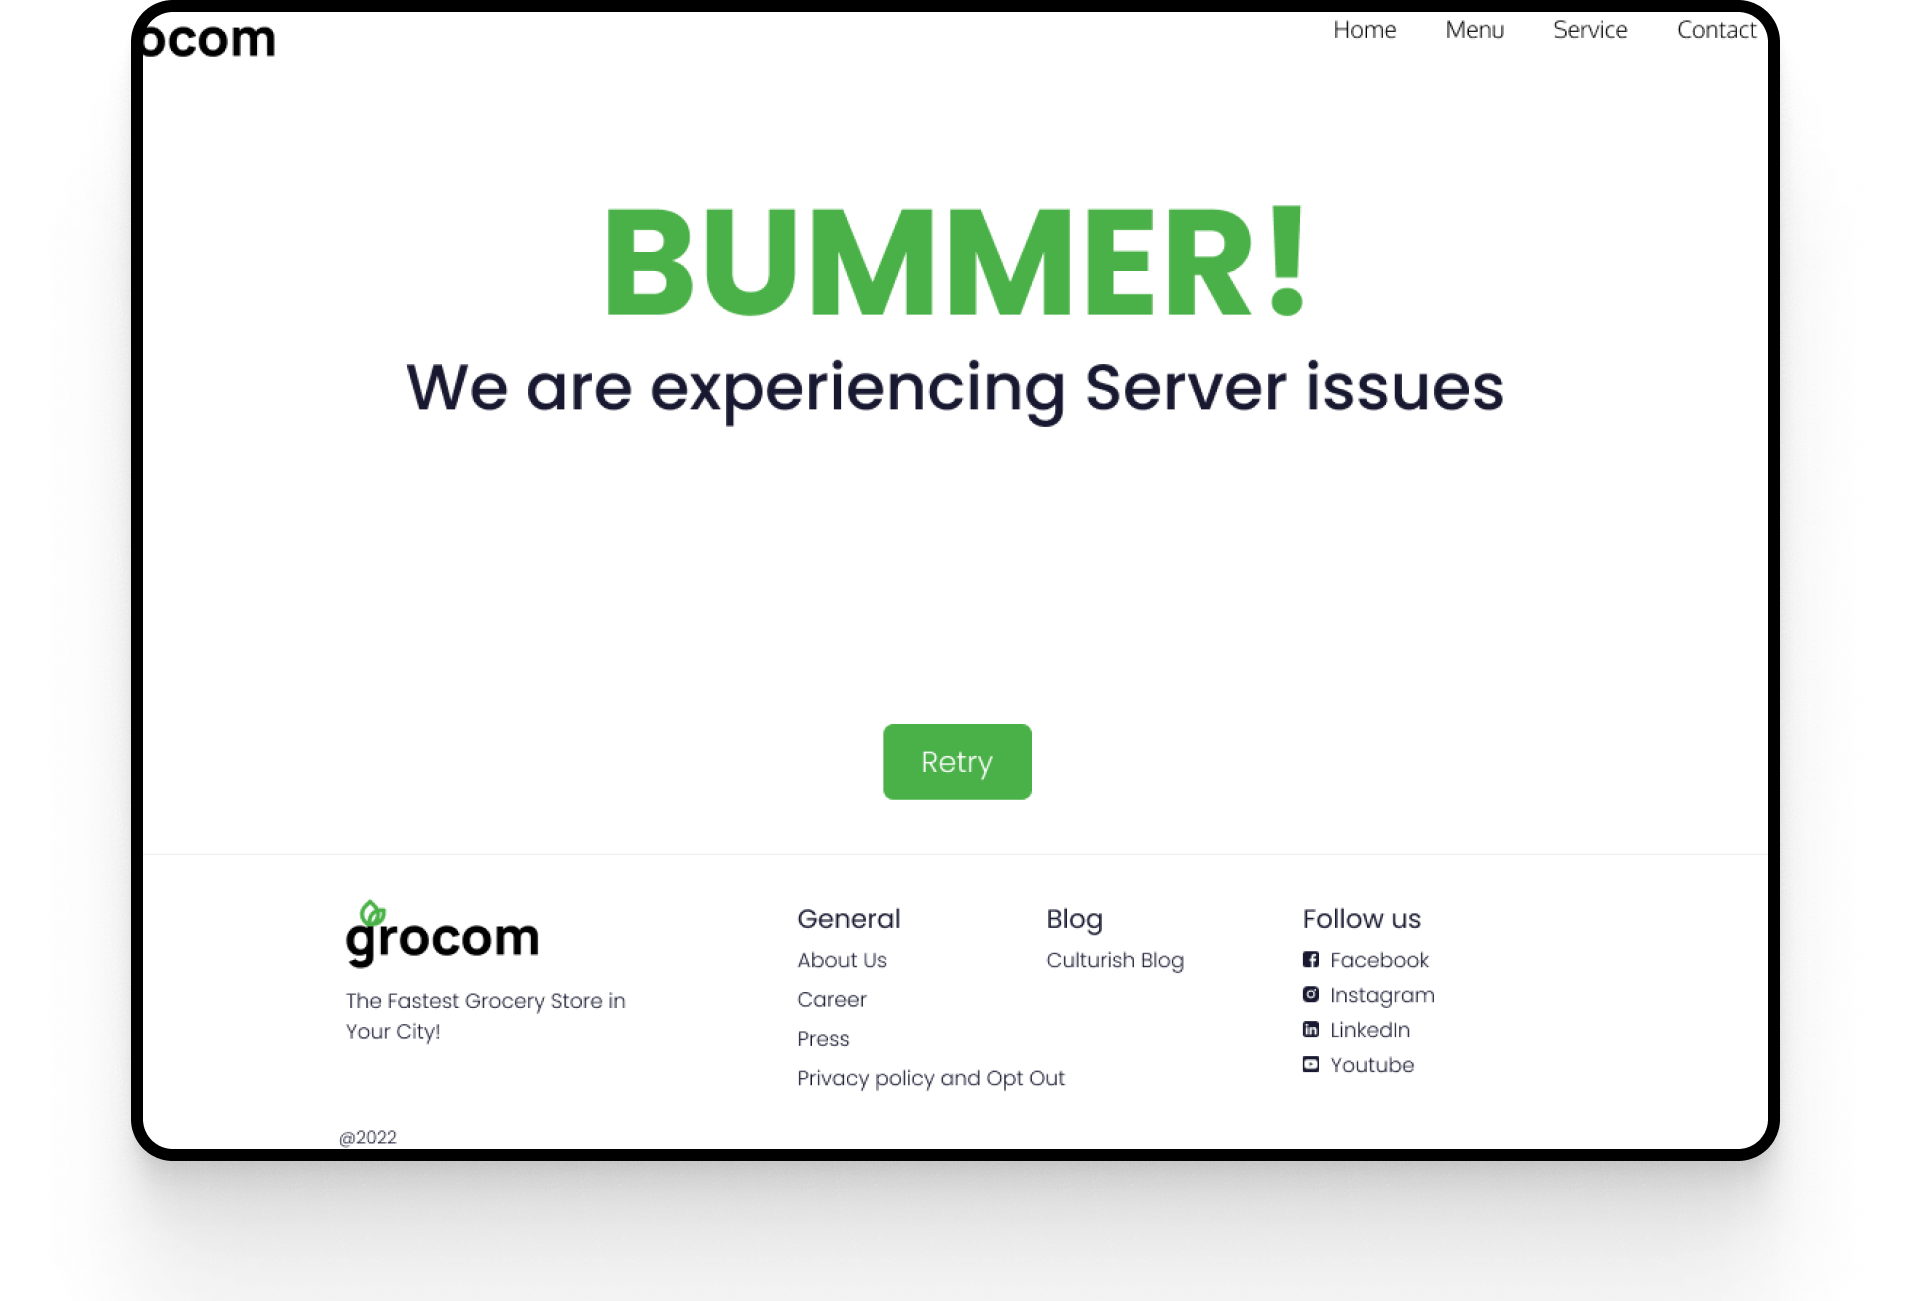 ocom
Home Menu Service Contact
BUMMER!
We are experiencing Server issues
Retry
grocom
The Fastest Grocery Store in
Your City!
General
About Us
Career
Press
Privacy policy and Opt Out
Blog
Culturish Blog
Follow us
Facebook
Instagram
LinkedIn
Youtube
@2022